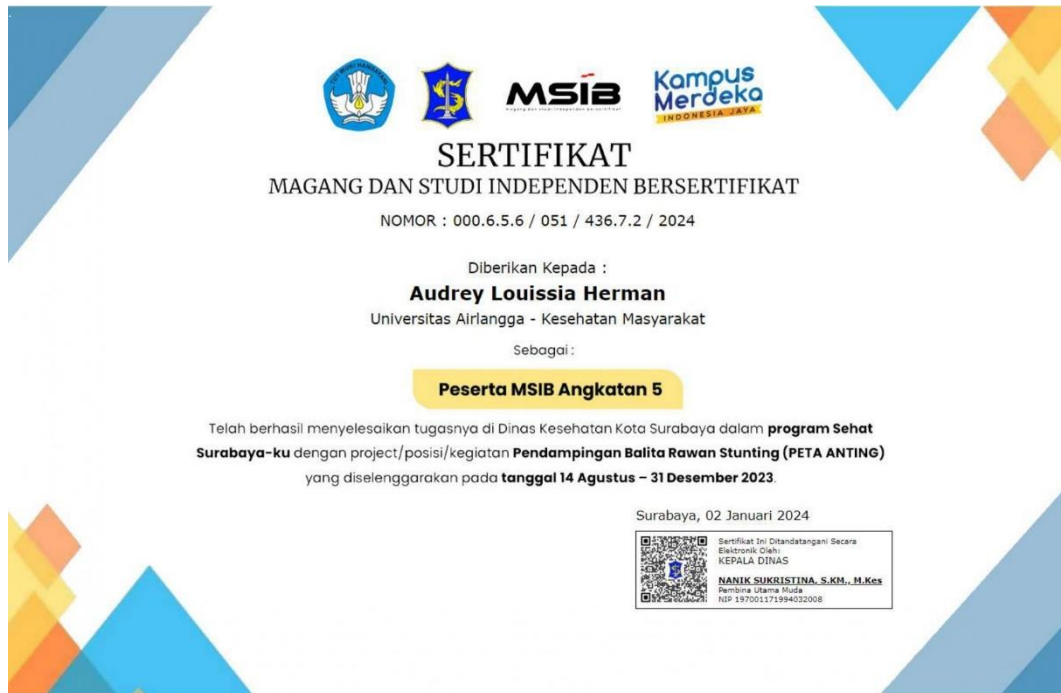 TUT WURI HANDAYANI
MSIB
Kampus
Merdeka
INDONESIA JAYA
SERTIFIKAT
MAGANG DAN STUDI INDEPENDEN BERSERTIFIKAT
NOMOR : 000.6.5.6 / 051 / 436.7.2 / 2024
Diberikan Kepada :
Audrey Louissia Herman
Universitas Airlangga - Kesehatan Masyarakat
Sebagai :
Peserta MSIB Angkatan 5
Telah berhasil menyelesaikan tugasnya di Dinas Kesehatan Kota Surabaya dalam program Sehat
Surabaya-ku dengan project/posisi/kegiatan Pendampingan Balita Rawan Stunting (PETA ANTING)
yang diselenggarakan pada tanggal 14 Agustus – 31 Desember 2023.
Surabaya, 02 Januari 2024
Sertifikat Ini Ditandatangani Secara
Elektronik Oleh:
KEPALA DINAS
NANIK SUKRISTINA, S.KM., M.Kes
Pembina Utama Muda
NIP 197001171994032008